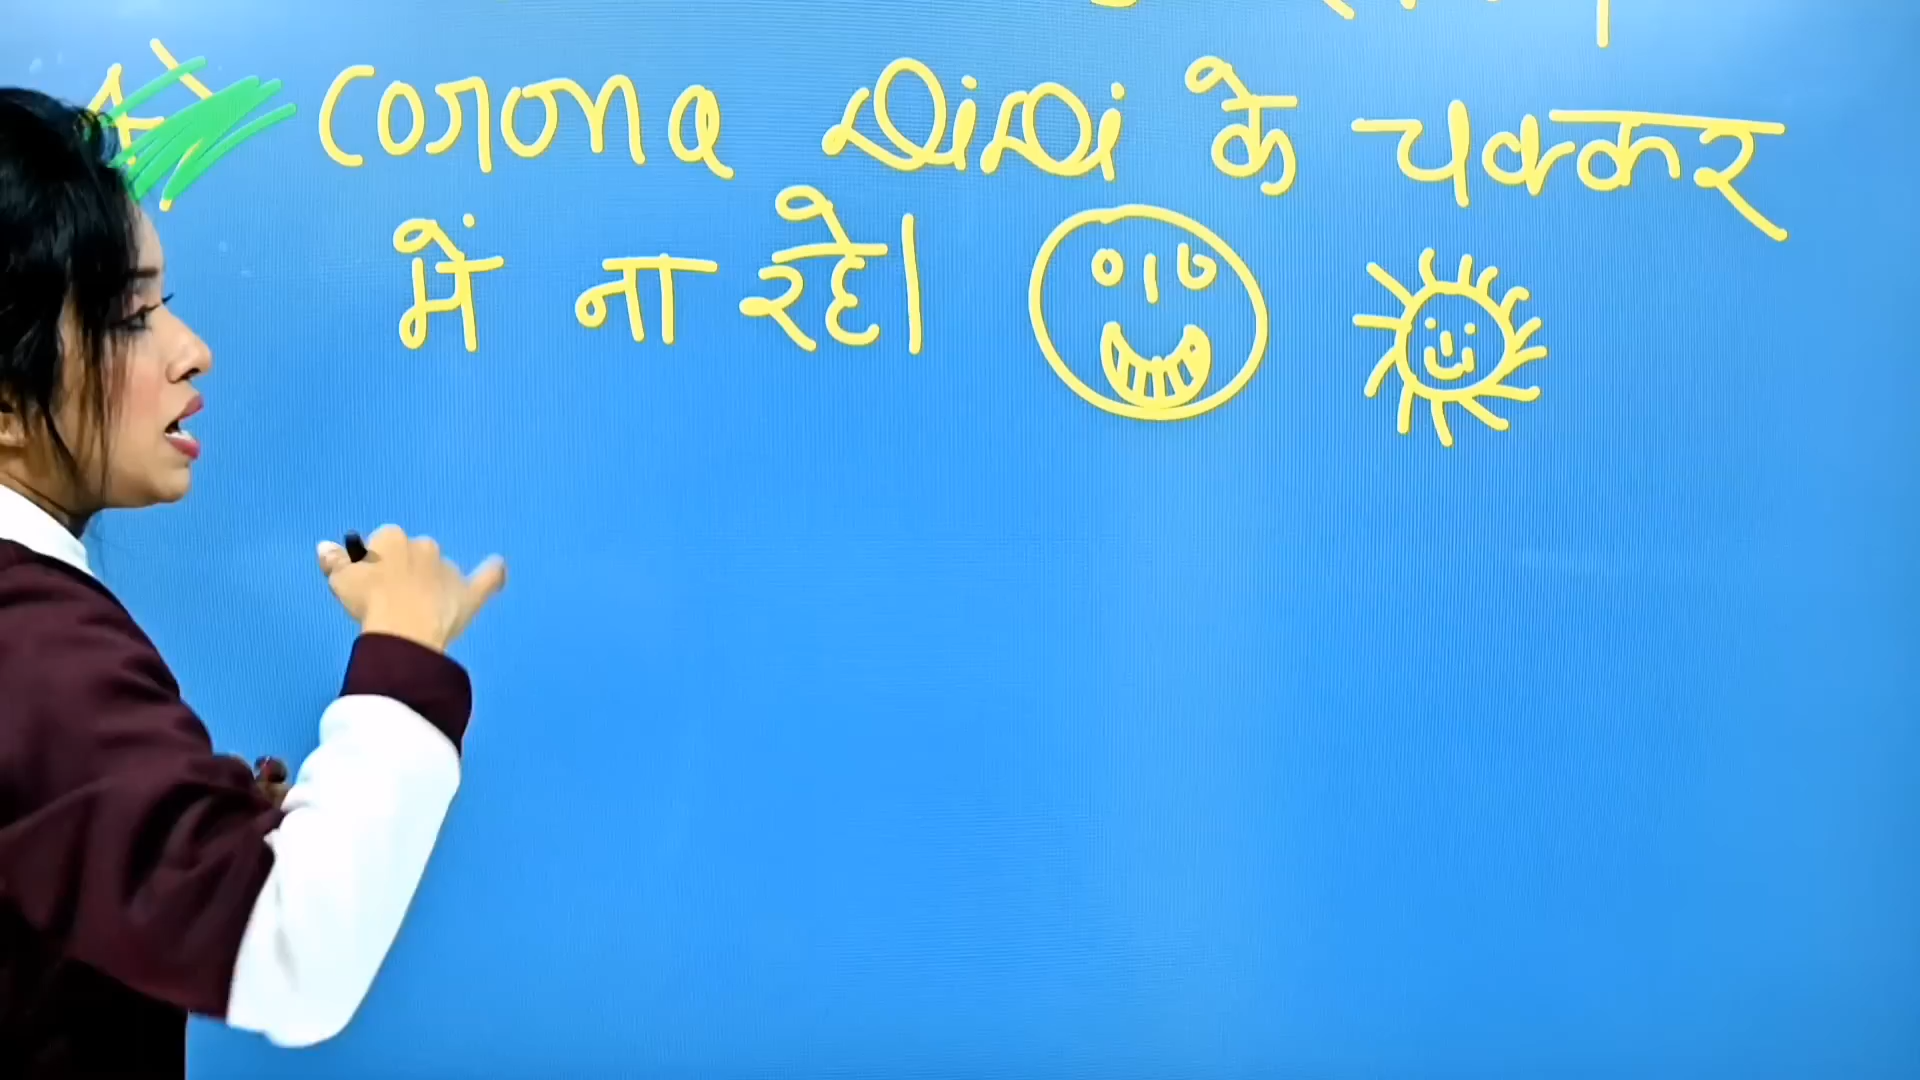 Corona DiDi के चक्कर
में ना रहे।